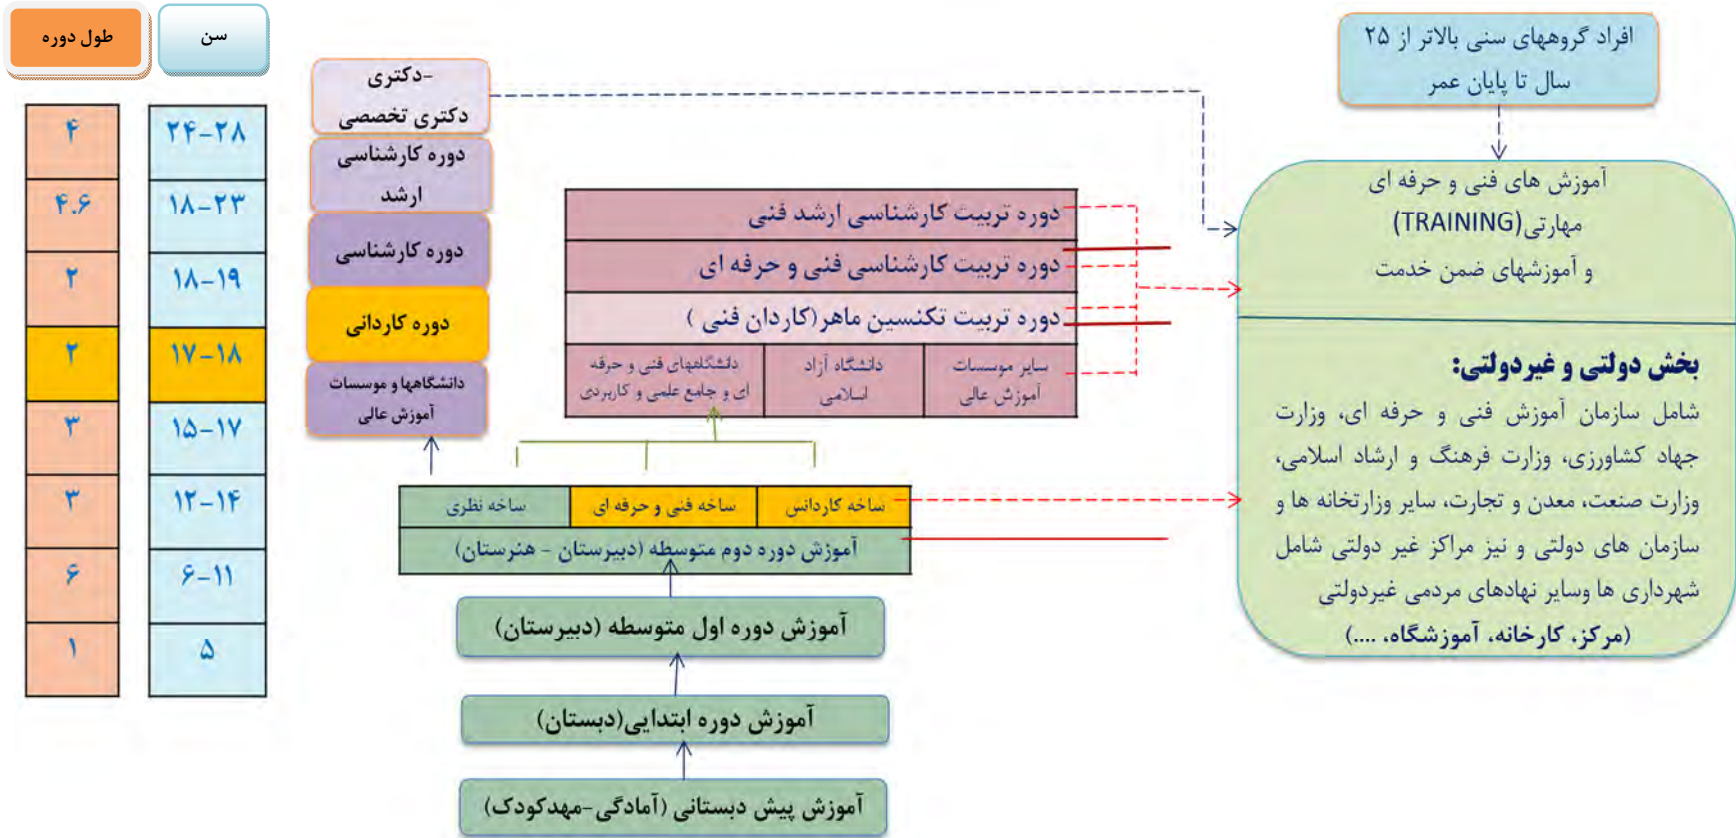 افراد گروههای سنی بالاتر از ۲۵
سال تا پایان عمر
سن
طول دوره
۲۴-۲۸
۴
۱۸-۲۳
۴.۶
۱۸-۱۹
۲
۱۷-۱۸
۲
۱۵-۱۷
۳
۱۲-۱۴
۳
۶-۱۱
۶
۵
۱
-دکتری
دکتری تخصصی
دوره کارشناسی
ارشد
دوره کارشناسی
دوره کاردانی
دانشگاهها و موسسات
آموزش عالی
دوره تربیت کارشناسی ارشد فنی
دوره تربیت کارشناسی فنی و حرفه ای
دوره تربیت تکنسین ماهر(کاردان فنی )
سایر موسسات
آموزش عالی
دانشگاه آزاد
اسلامی
دانشگاههای فنی و حرفه
ای و جامع علمی و کاربردی
ساخه کاردانش
ساخه فنی و حرفه ای
ساخه نظری
آموزش دوره دوم متوسطه (دبیرستان - هنرستان)
آموزش دوره اول متوسطه (دبیرستان)
آموزش دوره ابتدایی(دبستان)
آموزش پیش دبستانی (آمادگی-مهدکودک)
آموزش های فنی و حرفه ای
مهارتی(TRAINING)
و آموزشهای ضمن خدمت
بخش دولتی و غیردولتی:
شامل سازمان آموزش فنی و حرفه ای، وزارت
جهاد کشاورزی، وزارت فرهنگ و ارشاد اسلامی،
وزارت صنعت، معدن و تجارت، سایر وزارتخانه ها و
سازمان های دولتی و نیز مراکز غیر دولتی شامل
شهرداری ها وسایر نهادهای مردمی غیردولتی
(مرکز، کارخانه، آموزشگاه، ....)